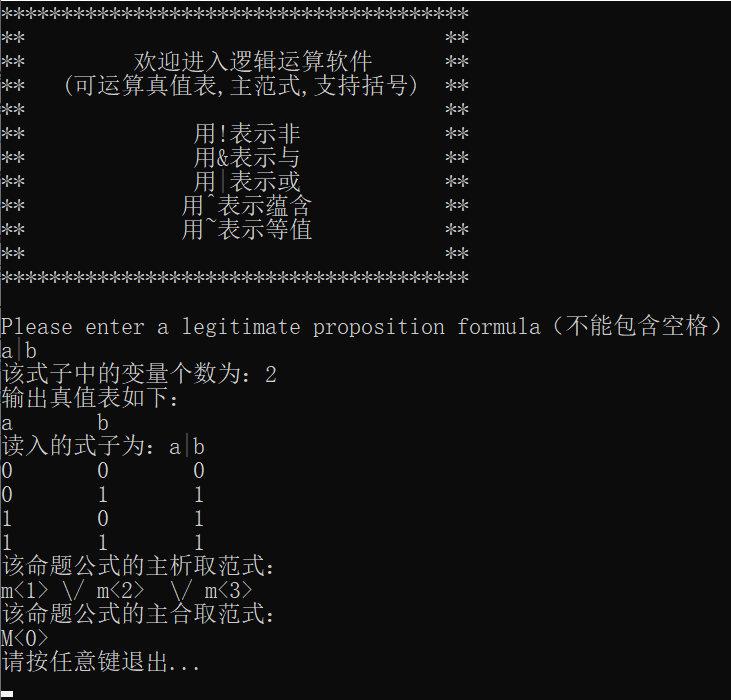 ***************************************
**                                   **
**         欢迎进入逻辑运算软件      **
**   (可运算真值表,主范式,支持括号)  **
**                                   **
**              用!表示非            **
**              用&表示与            **
**              用|表示或            **
**             用^表示蕴含           **
**             用~表示等值           **
**                                   **
***************************************
Please enter a legitimate proposition formula（不能包含空格）
a|b
该式子中的变量个数为：2
输出真值表如下：
a       b
读入的式子为：a|b
0       0       0
0       1       1
1       0       1
1       1       1
该命题公式的主析取范式：
m<1> \/ m<2>  \/ m<3>
该命题公式的主合取范式：
M<0>
请按任意键退出...